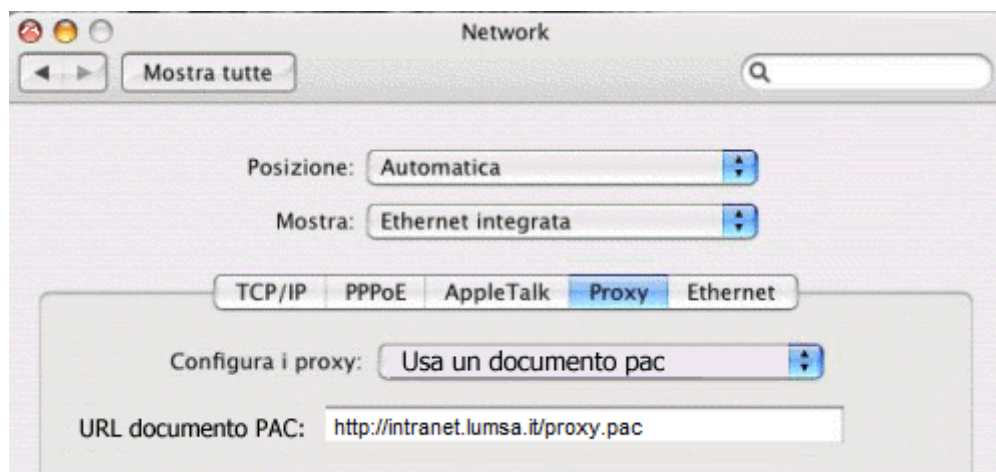 Network
Mostra tutte
Posizione: Automatica
Mostra: Ethernet integrata
TCP/IP PPPoE AppleTalk Proxy Ethernet
Configura i proxy: Usa un documento pac
URL documento PAC: http://intranet.lumsa.it/proxy.pac